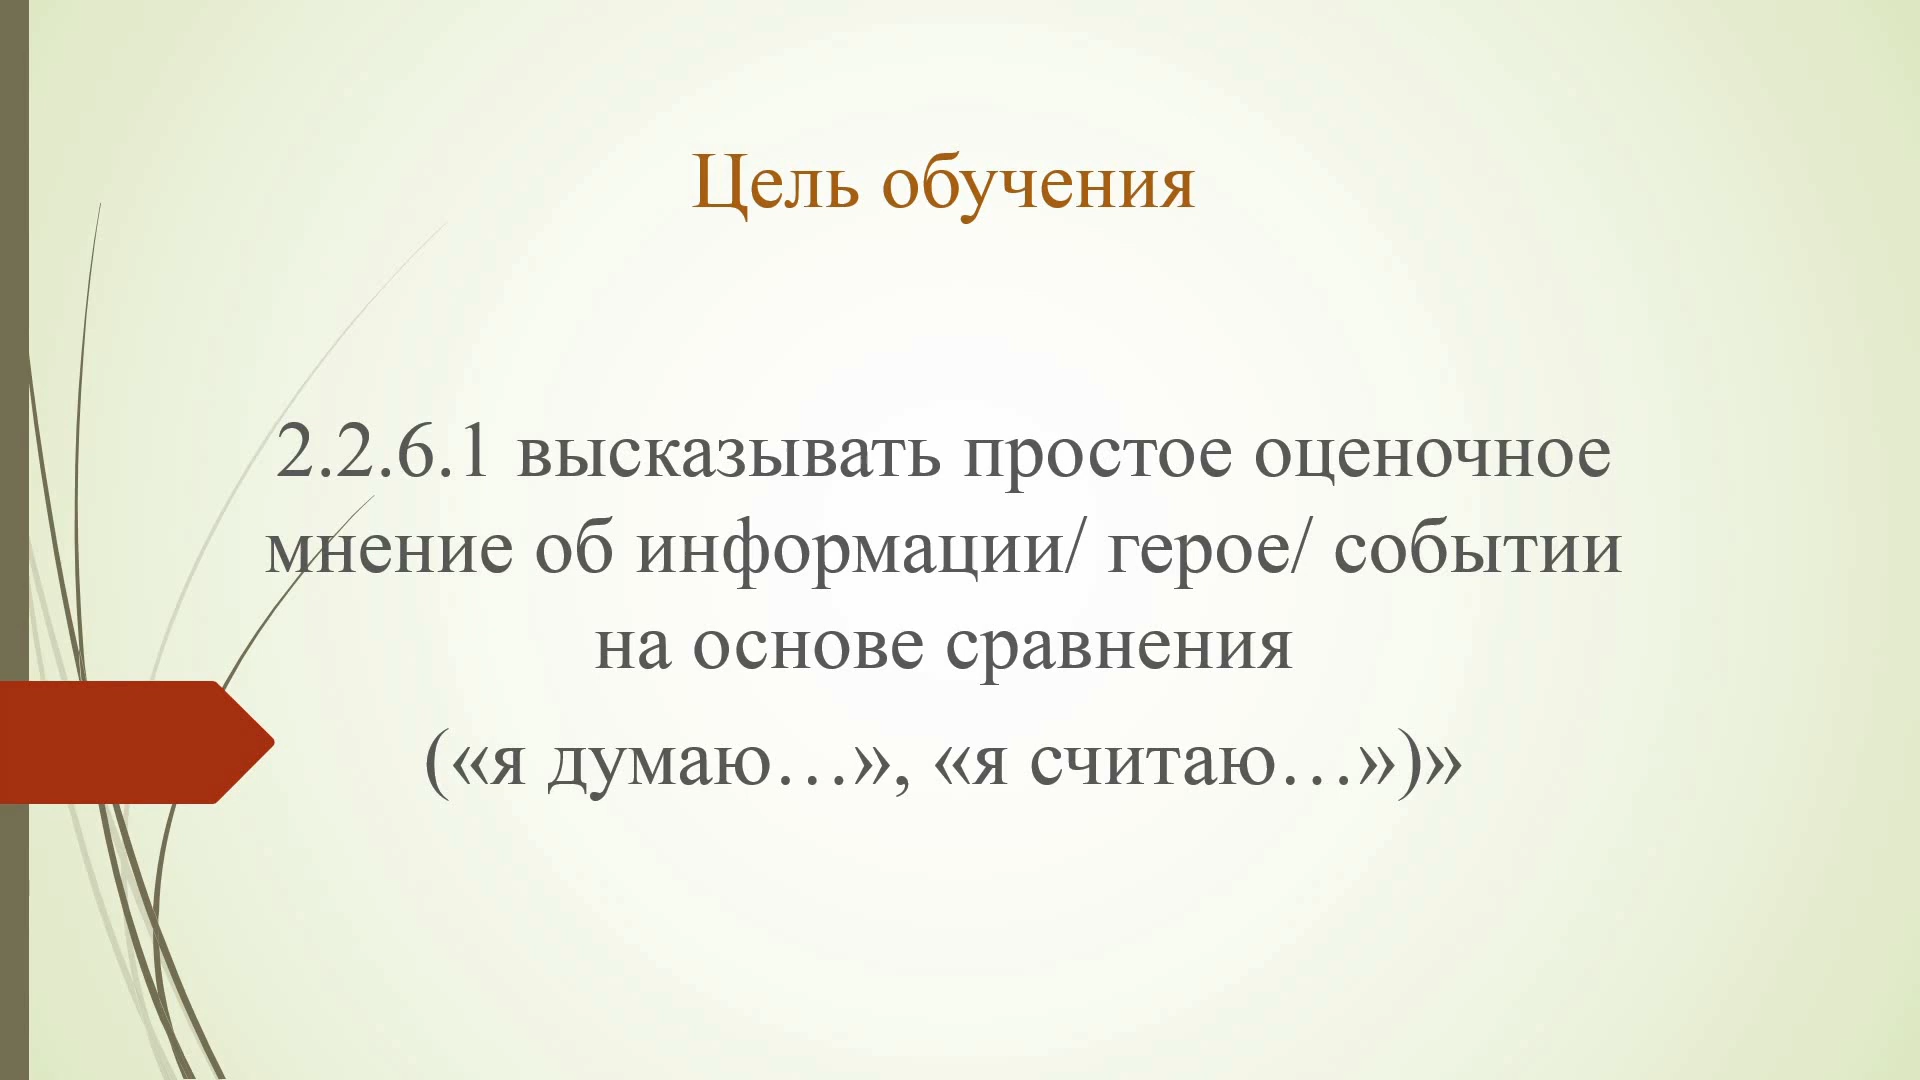 Цель обучения
2.2.6.1 высказывать простое оценочное
мнение об информации/ герое/ событии
на основе сравнения
(«я думаю…», «я считаю…»)»